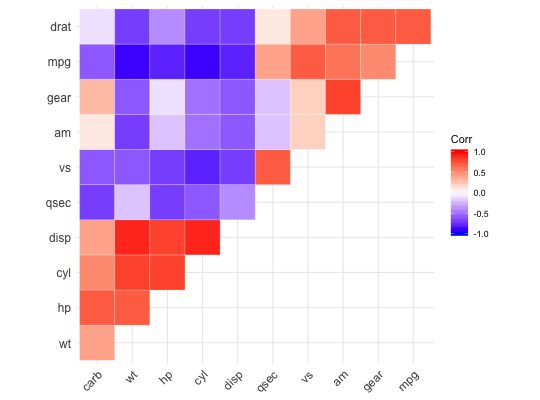 drat
mpg
gear
am
vs
qsec
disp
cyl
hp
wt
carb
wt
hp
cyl
disp
qsec
vs
am
gear
mpg
Corr
1.0
0.5
0.0
-0.5
-1.0